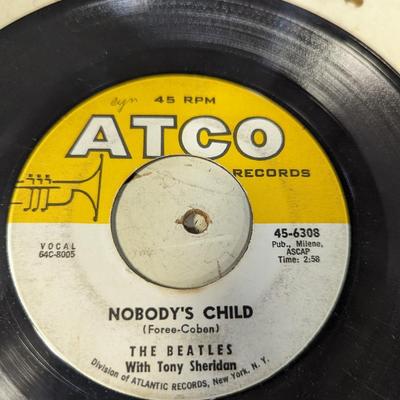 cyn 45 RPM
ATCO
RECORDS
VOCAL
64C-8005
45-6308
Pub., Milene,
ASCAP
Time: 2:58
NOBODY'S CHILD
(Foree-Coben)
THE BEATLES
With Tony Sheridan
Division of ATLANTIC RECORDS, New York, N. Y.